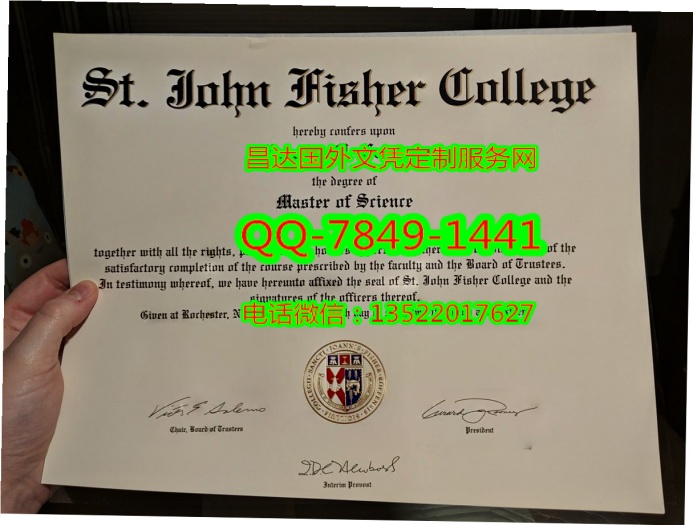 St. John Fisher College
hereby confers upon
昌达国外文凭定制服务网
the degree of
Master of Science
QQ-7849-1441
together with all the rights, of the
satisfactory completion of the course prescribed by the faculty and the Board of Trustees.
In testimony whereof, we have hereunto affixed the seal of St. John Fisher College and the
signatures of the officers thereof.
Given at Rochester,
电话微信：13522017627
Chair, Board of Trustees
President
Interim Provost